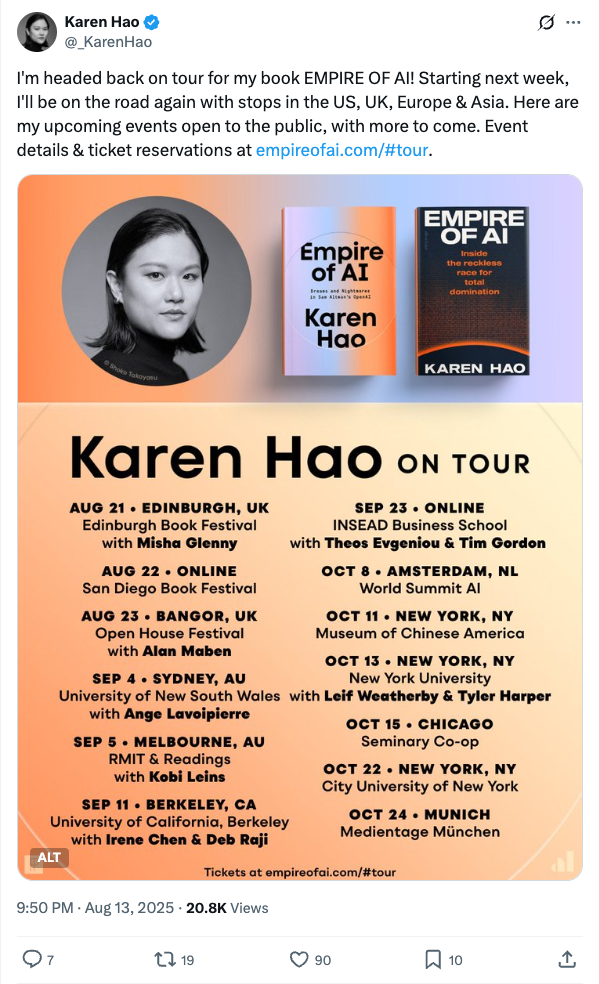 Karen Hao
@_KarenHao
I'm headed back on tour for my book EMPIRE OF AI! Starting next week,
I'll be on the road again with stops in the US, UK, Europe & Asia. Here are
my upcoming events open to the public, with more to come. Event
details & ticket reservations at empireofai.com/#tour.
© Shoko Takayasu
Empire
of AI
Dreams and Nightmares
in Sam Altman's OpenAI
Karen
Hao
EMPIRE
OF AI
Inside
the reckless
race for
total
domination
KAREN HAO
Karen Hao ON TOUR
AUG 21 • EDINBURGH, UK
Edinburgh Book Festival
with Misha Glenny
AUG 22 • ONLINE
San Diego Book Festival
AUG 23 • BANGOR, UK
Open House Festival
with Alan Maben
SEP 4 • SYDNEY, AU
University of New South Wales
with Ange Lavoipierre
SEP 5 • MELBOURNE, AU
RMIT & Readings
with Kobi Leins
SEP 11 • BERKELEY, CA
University of California, Berkeley
with Irene Chen & Deb Raji
SEP 23 • ONLINE
INSEAD Business School
with Theos Evgeniou & Tim Gordon
OCT 8 • AMSTERDAM, NL
World Summit AI
OCT 11 • NEW YORK, NY
Museum of Chinese America
OCT 13 • NEW YORK, NY
New York University
with Leif Weatherby & Tyler Harper
OCT 15 • CHICAGO
Seminary Co-op
OCT 22 • NEW YORK, NY
City University of New York
OCT 24 • MUNICH
Medientage München
ALT
Tickets at empireofai.com/#tour
9:50 PM · Aug 13, 2025 · 20.8K Views
7 19 90 10